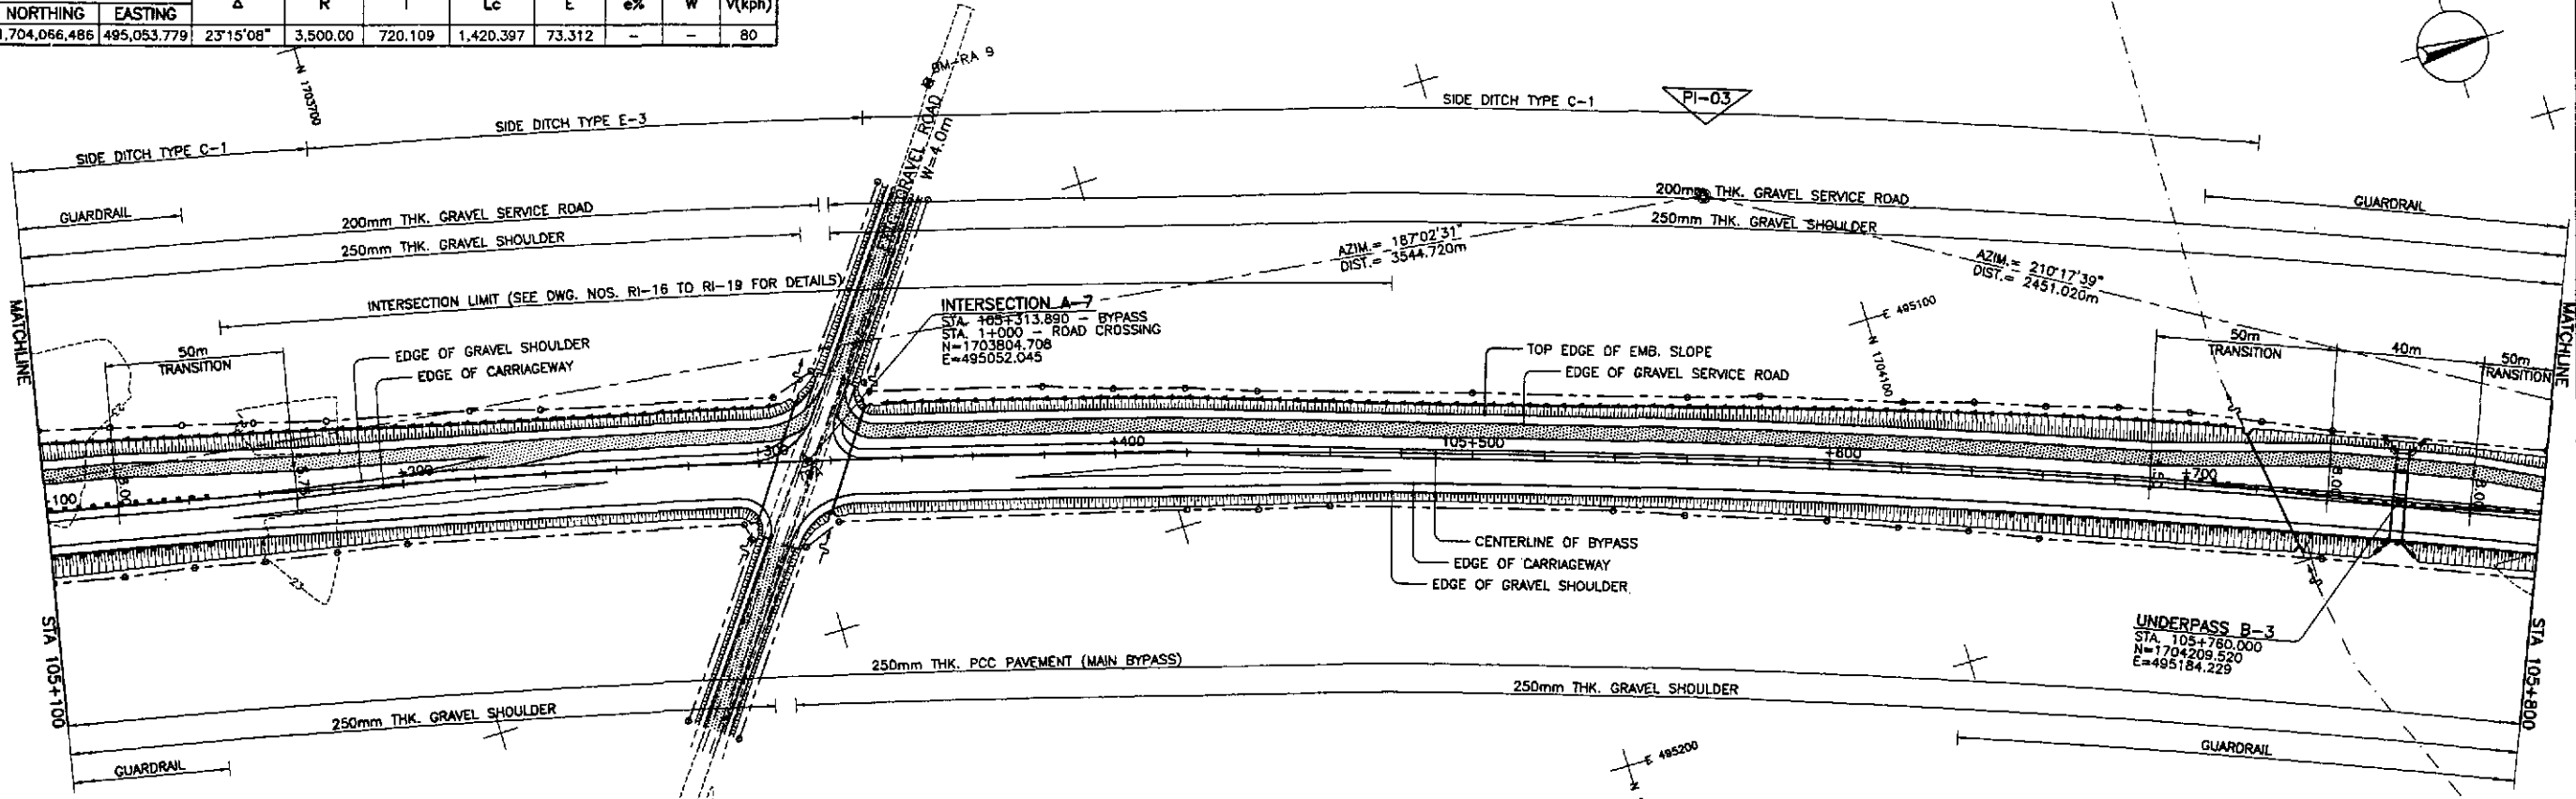 NORTHING EASTING Δ R T Lc E e% W V(kph)
1,704,066,486 495,053.779 23°15'08" 3,500.00 720.109 1,420.397 73.312 - - 80
N 1703700
BM-RA 9
SIDE DITCH TYPE C-1
SIDE DITCH TYPE E-3
SIDE DITCH TYPE C-1
PI-03
GRAVEL ROAD
W=4.0m
GUARDRAIL
200mm THK. GRAVEL SERVICE ROAD
250mm THK. GRAVEL SHOULDER
200mm THK. GRAVEL SERVICE ROAD
250mm THK. GRAVEL SHOULDER
GUARDRAIL
AZIM.= 187°02'31"
DIST.= 3544.720m
AZIM.= 210°17'39"
DIST.= 2451.020m
INTERSECTION LIMIT (SEE DWG. NOS. RI-16 TO RI-19 FOR DETAILS)
INTERSECTION A-7
STA. 105+313.890 - BYPASS
STA. 1+000 - ROAD CROSSING
N=1703804.708
E=495052.045
E 495100
N 1704100
MATCHLINE
MATCHLINE
50m
TRANSITION
EDGE OF GRAVEL SHOULDER
EDGE OF CARRIAGEWAY
TOP EDGE OF EMB. SLOPE
EDGE OF GRAVEL SERVICE ROAD
50m
TRANSITION
40m
50m
TRANSITION
100
+200
+300
+400
105+500
+600
+700
8.00
8.00
23
CENTERLINE OF BYPASS
EDGE OF CARRIAGEWAY
EDGE OF GRAVEL SHOULDER
UNDERPASS B-3
STA. 105+760.000
N=1704209.520
E=495184.229
STA 105+100
STA 105+800
250mm THK. PCC PAVEMENT (MAIN BYPASS)
250mm THK. GRAVEL SHOULDER
250mm THK. GRAVEL SHOULDER
E 495200
N
GUARDRAIL
GUARDRAIL